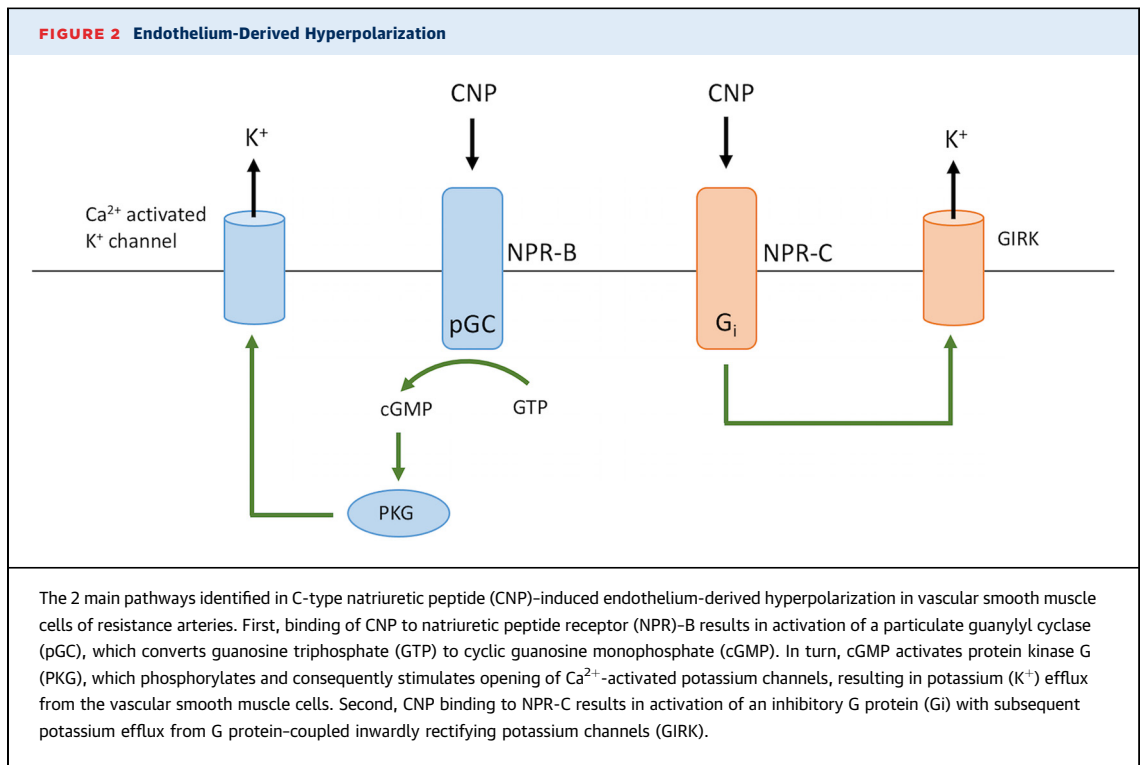 FIGURE 2 Endothelium-Derived Hyperpolarization
CNP
CNP
K⁺
K⁺
Ca²⁺ activated
K⁺ channel
NPR-B
NPR-C
GIRK
pGC
Gᵢ
cGMP
GTP
PKG
The 2 main pathways identified in C-type natriuretic peptide (CNP)–induced endothelium-derived hyperpolarization in vascular smooth muscle
cells of resistance arteries. First, binding of CNP to natriuretic peptide receptor (NPR)-B results in activation of a particulate guanylyl cyclase
(pGC), which converts guanosine triphosphate (GTP) to cyclic guanosine monophosphate (cGMP). In turn, cGMP activates protein kinase G
(PKG), which phosphorylates and consequently stimulates opening of Ca²⁺-activated potassium channels, resulting in potassium (K⁺) efflux
from the vascular smooth muscle cells. Second, CNP binding to NPR-C results in activation of an inhibitory G protein (Gi) with subsequent
potassium efflux from G protein–coupled inwardly rectifying potassium channels (GIRK).